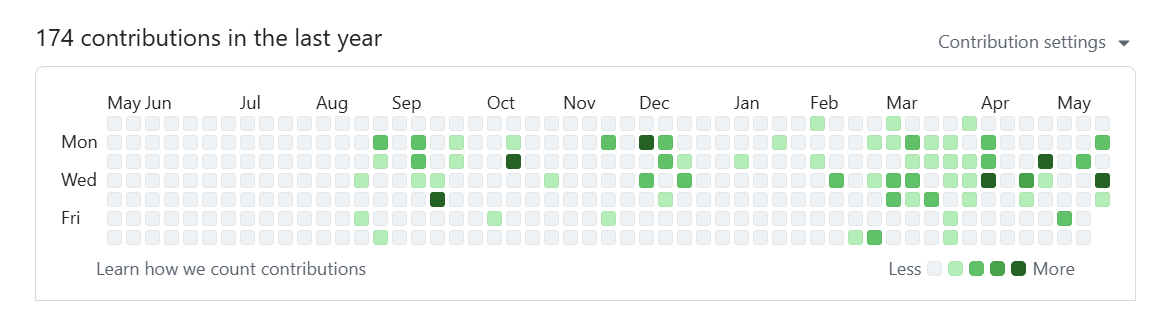 174 contributions in the last year
Contribution settings
May Jun Jul Aug Sep Oct Nov Dec Jan Feb Mar Apr May
Mon
Wed
Fri
Learn how we count contributions
Less More